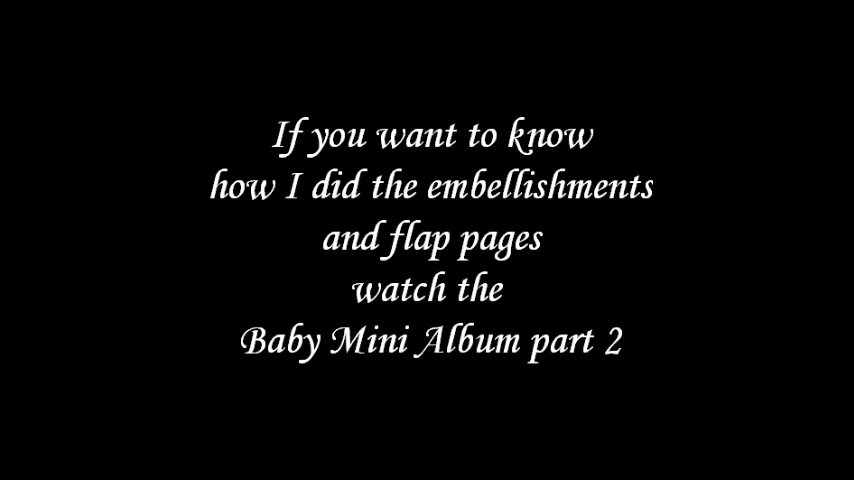 If you want to know
how I did the embellishments
and flap pages
watch the
Baby Mini Album part 2